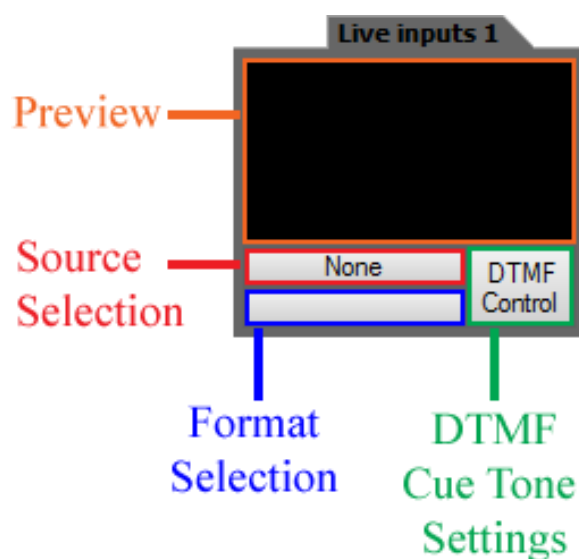 Live inputs 1
Preview
Source
Selection
None
DTMF
Control
Format
Selection
DTMF
Cue Tone
Settings